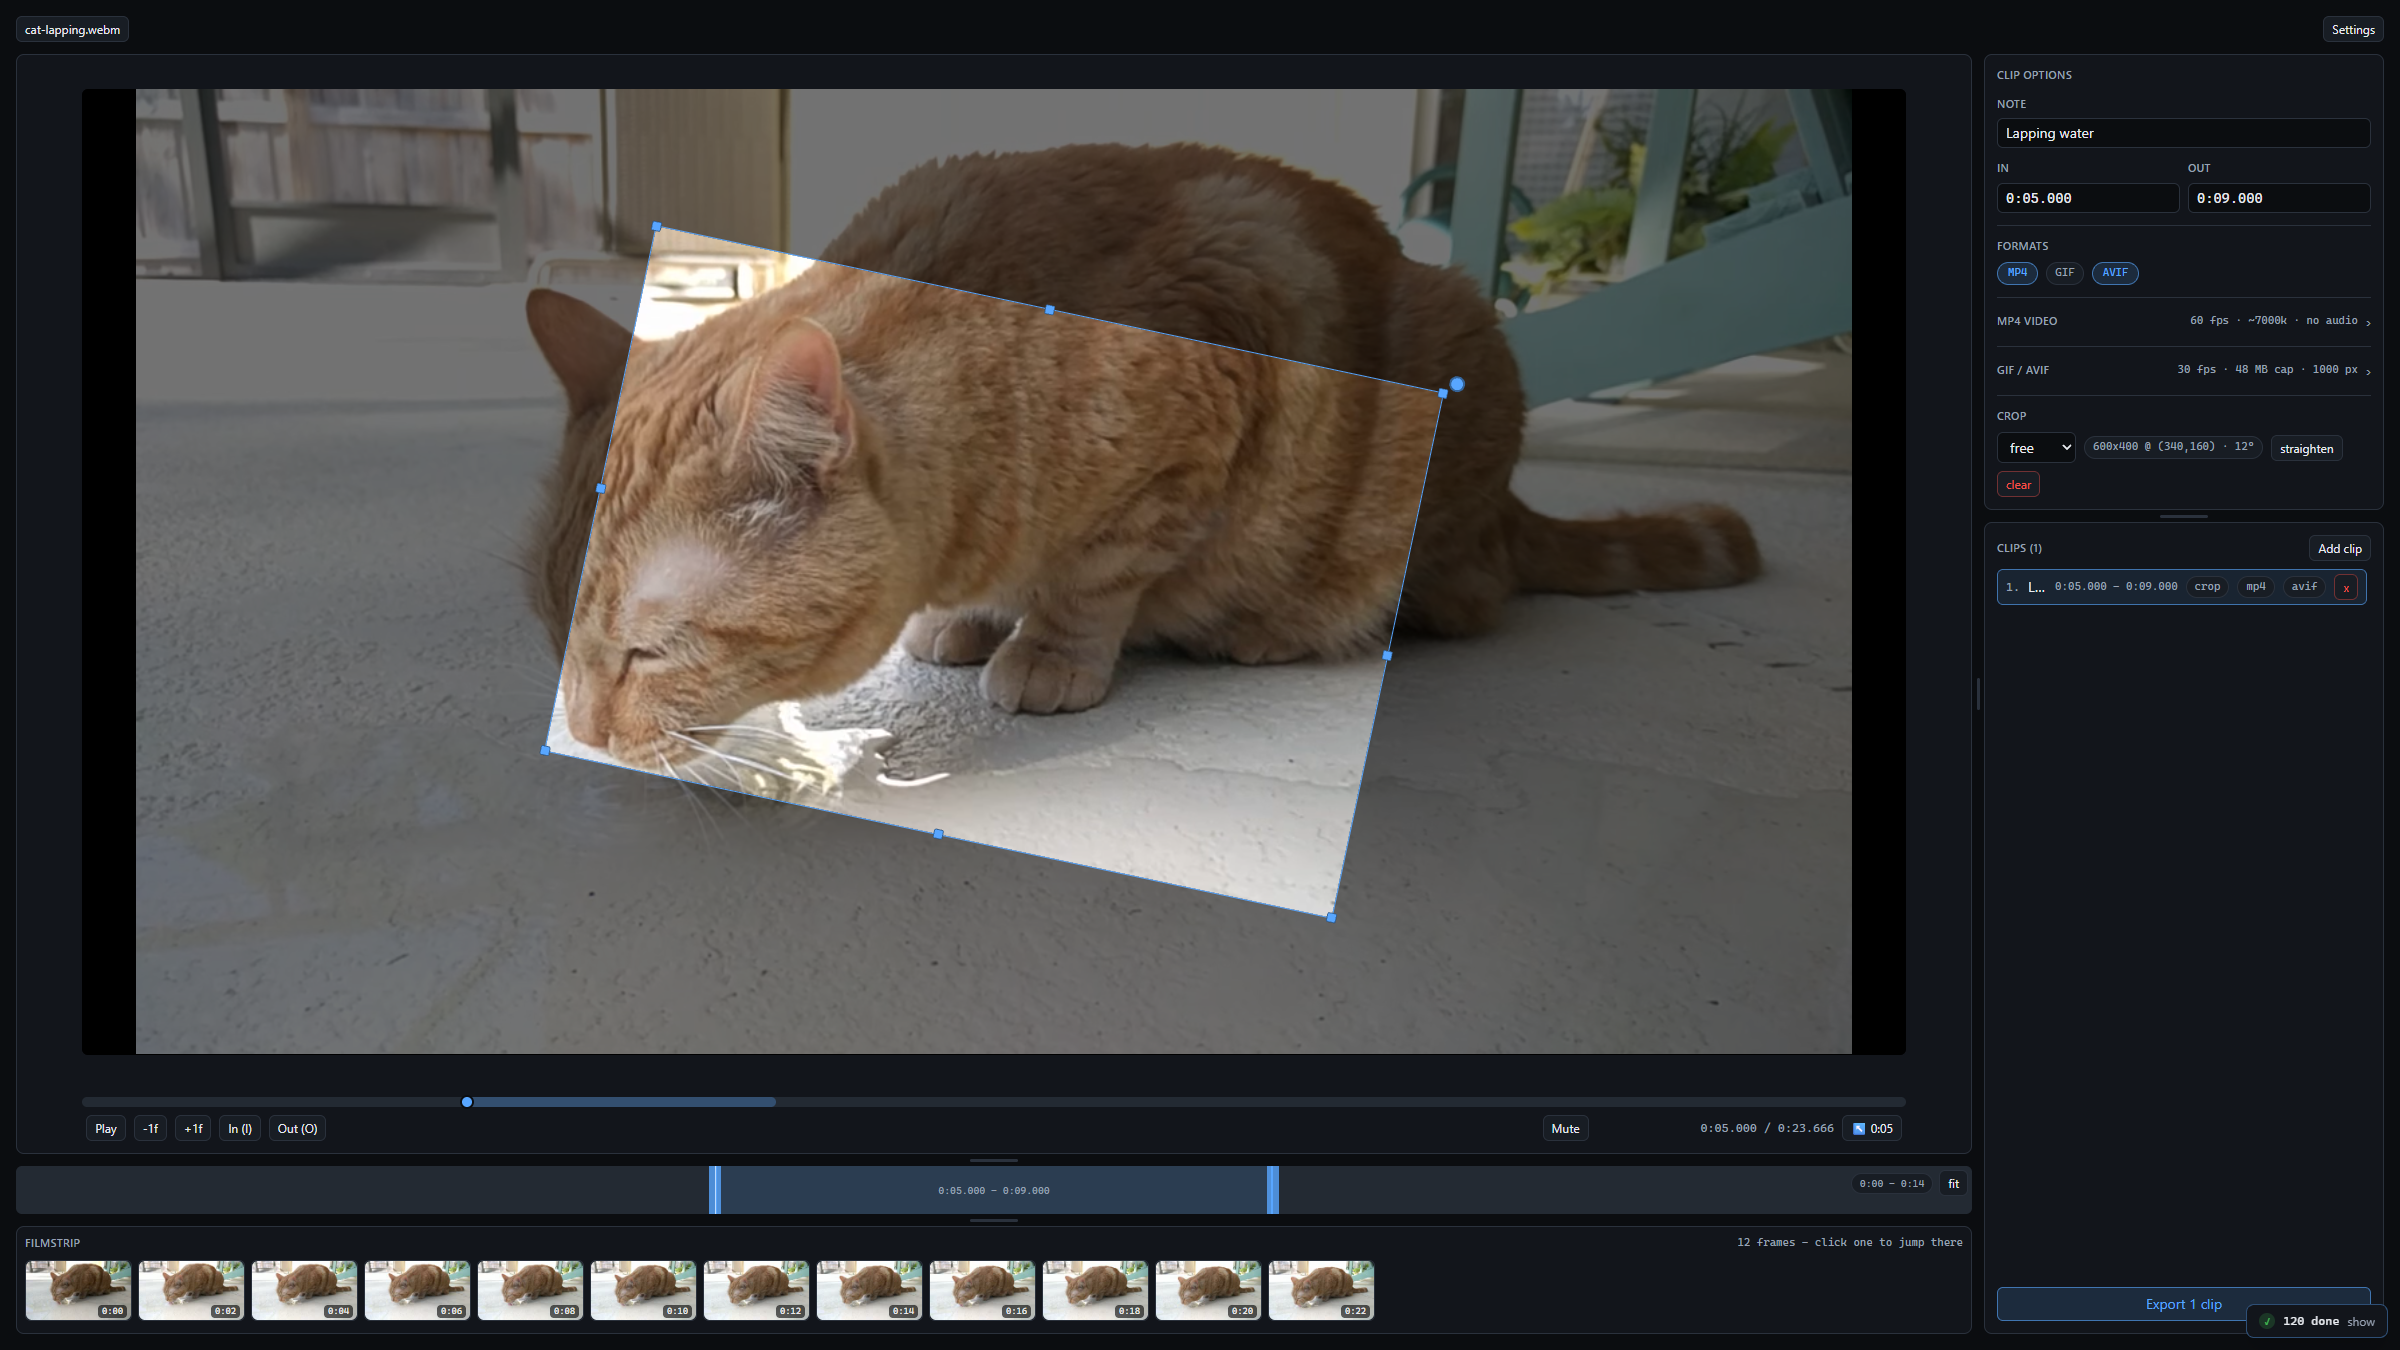 cat-lapping.webm
Settings
CLIP OPTIONS
NOTE
Lapping water
IN OUT
0:05.000 0:09.000
FORMATS
MP4 GIF AVIF
MP4 VIDEO 60 fps · ~7000k · no audio ›
GIF / AVIF 30 fps · 48 MB cap · 1000 px ›
CROP
free 600x400 @ (340,160) · 12° straighten
clear
CLIPS (1) Add clip
1. L... 0:05.000 – 0:09.000 crop mp4 avif x
Play -1f +1f In (I) Out (O) Mute 0:05.000 / 0:23.666 0:05
0:05.000 – 0:09.000 0:00 – 0:14 fit
FILMSTRIP 12 frames – click one to jump there
0:00 0:02 0:04 0:06 0:08 0:10 0:12 0:14 0:16 0:18 0:20 0:22
Export 1 clip
✓ 120 done show